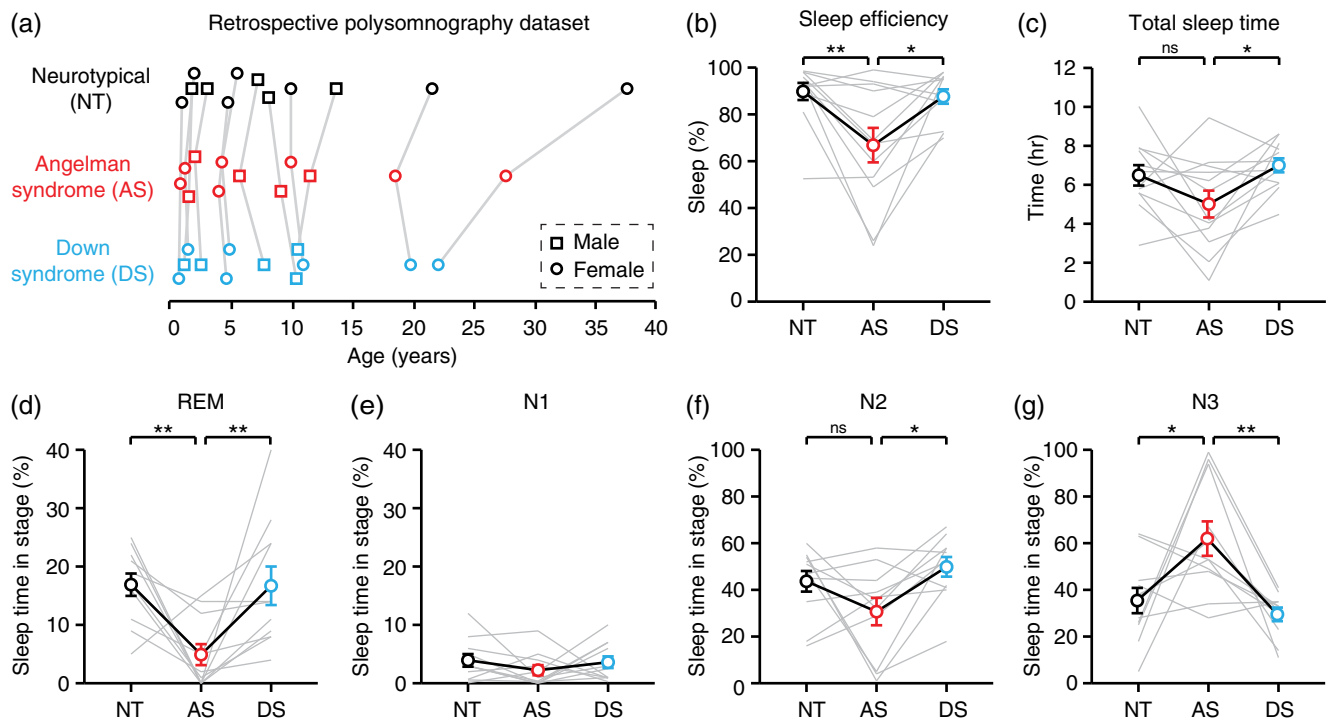 (a) Retrospective polysomnography dataset
Neurotypical
(NT)
Angelman
syndrome (AS)
Down
syndrome (DS)
Male
Female
0 5 10 15 20 25 30 35 40
Age (years)
(b) Sleep efficiency
** *
100
80
60
40
20
0
Sleep (%)
NT AS DS
(c) Total sleep time
ns *
12
10
8
6
4
2
0
Time (hr)
NT AS DS
(d) REM
** **
40
30
20
10
0
Sleep time in stage (%)
NT AS DS
(e) N1
40
30
20
10
0
Sleep time in stage (%)
NT AS DS
(f) N2
ns *
100
80
60
40
20
0
Sleep time in stage (%)
NT AS DS
(g) N3
* **
100
80
60
40
20
0
Sleep time in stage (%)
NT AS DS